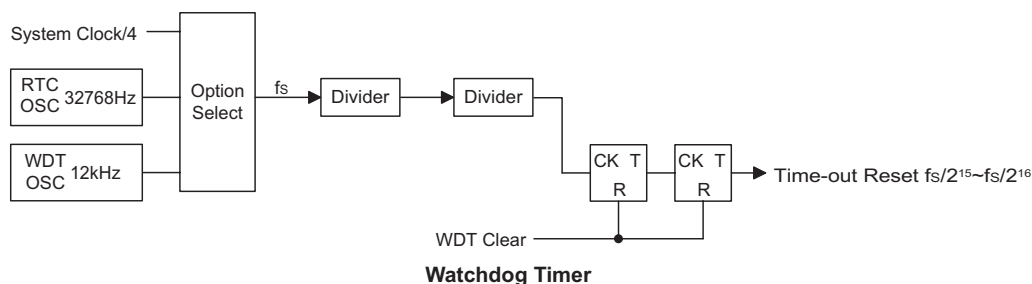 System Clock/4
RTC
OSC 32768Hz
WDT
OSC 12kHz
Option
Select
fS
Divider
Divider
CK T
R
CK T
R
Time-out Reset fS/2¹⁵~fS/2¹⁶
WDT Clear
Watchdog Timer